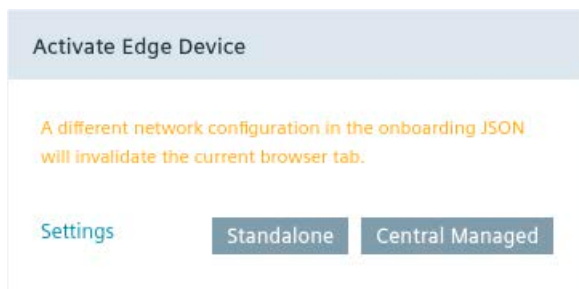 Activate Edge Device
A different network configuration in the onboarding JSON
will invalidate the current browser tab.
Settings Standalone Central Managed